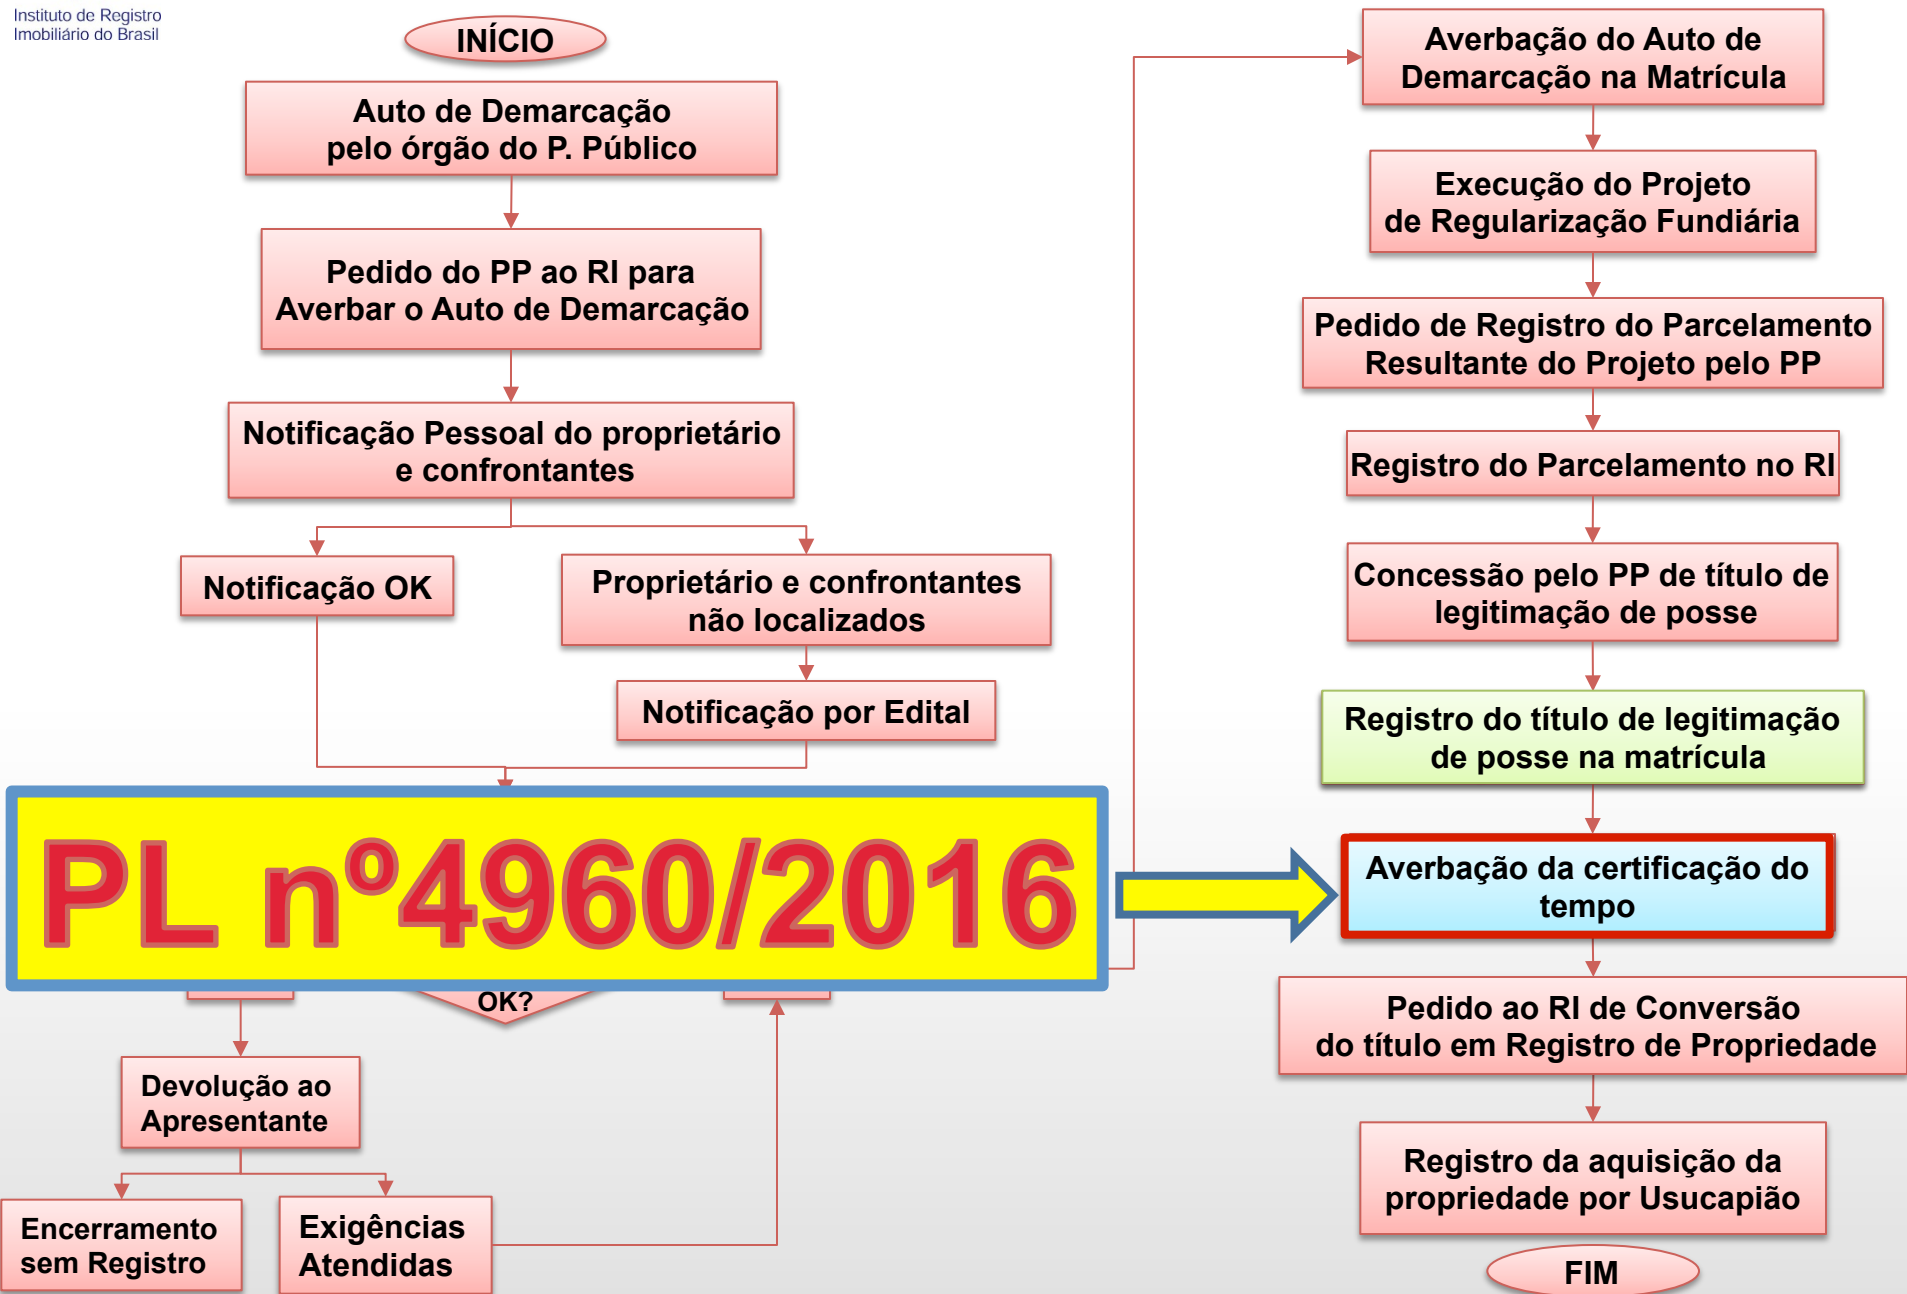 Instituto de Registro
Imobiliário do Brasil
INÍCIO
Auto de Demarcação
pelo órgão do P. Público
Pedido do PP ao RI para
Averbar o Auto de Demarcação
Notificação Pessoal do proprietário
e confrontantes
Notificação OK
Proprietário e confrontantes
não localizados
Notificação por Edital
PL nº4960/2016
OK?
Devolução ao
Apresentante
Encerramento
sem Registro
Exigências
Atendidas
Averbação do Auto de
Demarcação na Matrícula
Execução do Projeto
de Regularização Fundiária
Pedido de Registro do Parcelamento
Resultante do Projeto pelo PP
Registro do Parcelamento no RI
Concessão pelo PP de título de
legitimação de posse
Registro do título de legitimação
de posse na matrícula
Averbação da certificação do
tempo
Pedido ao RI de Conversão
do título em Registro de Propriedade
Registro da aquisição da
propriedade por Usucapião
FIM